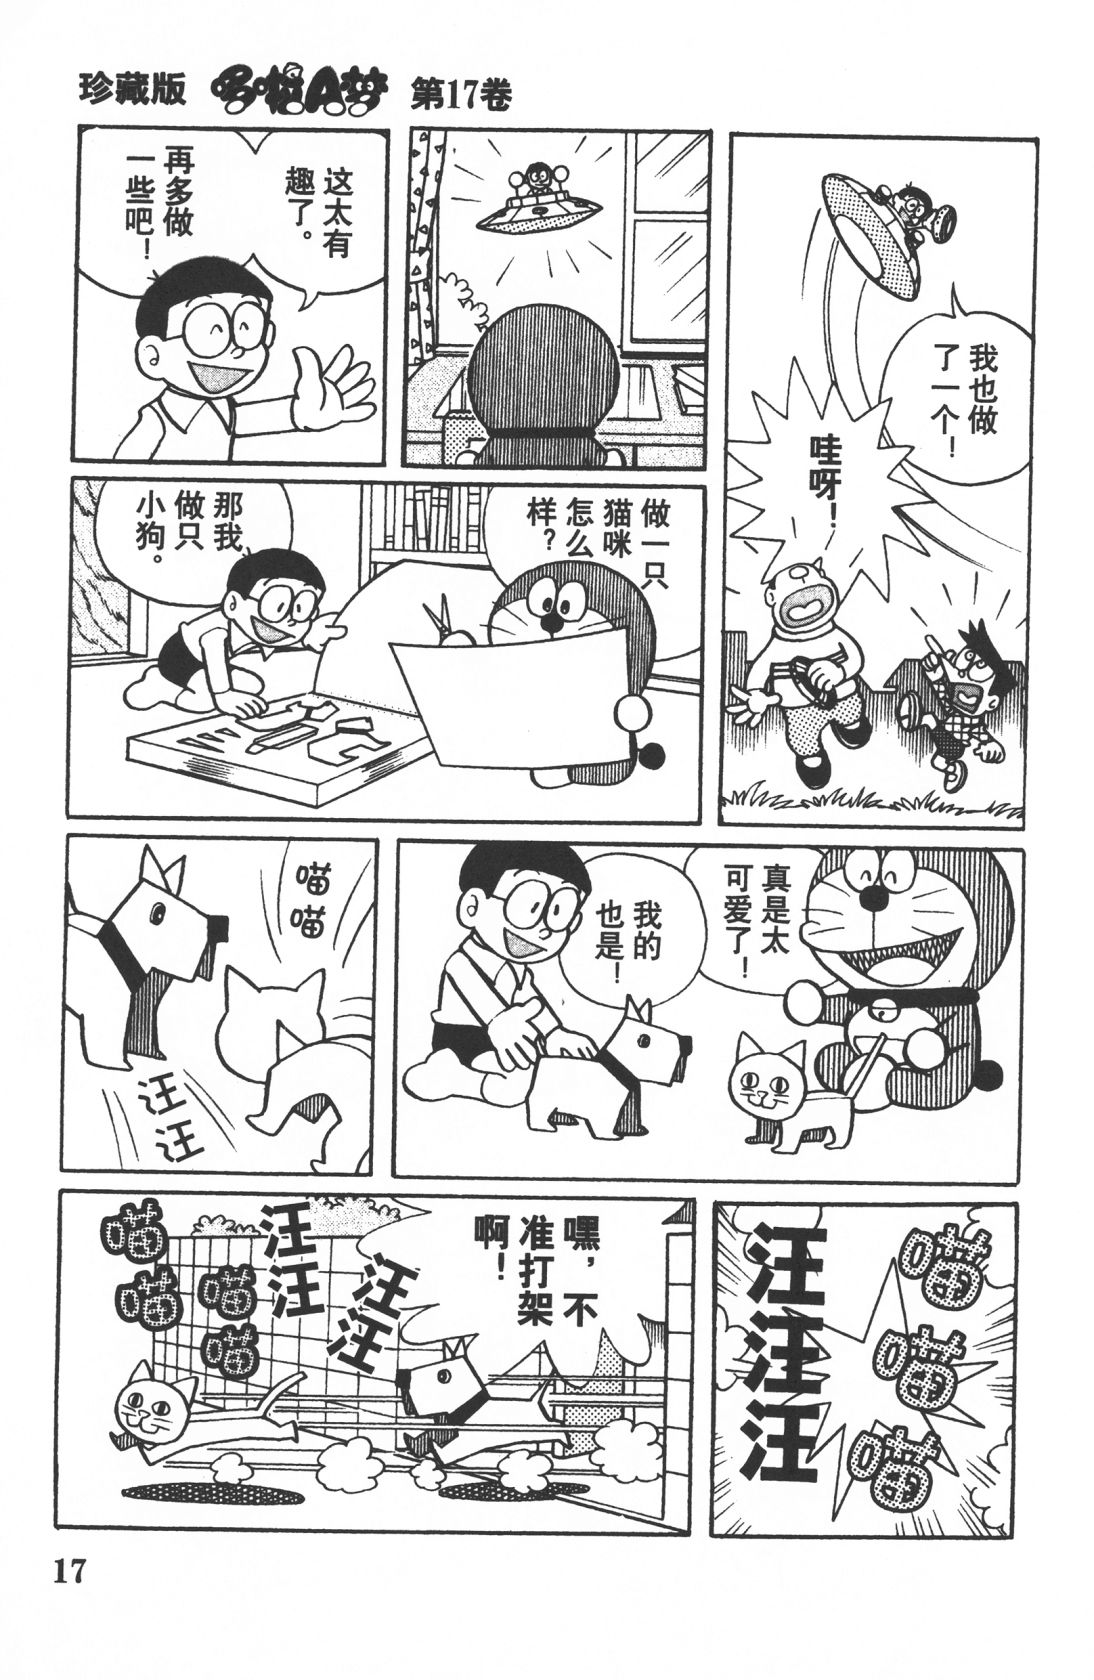 珍藏版 哆啦A梦 第17卷
我也做
了一个！
哇呀！
这太有
趣了。
再多做
一些吧！
做一只
猫咪
怎么
样？
那我
做只
小狗。
真是太
可爱了！
我的
也是！
喵喵
汪汪
喵喵喵
汪汪汪
嘿，不
准打架
啊！
汪汪
汪汪
喵喵
喵喵
17